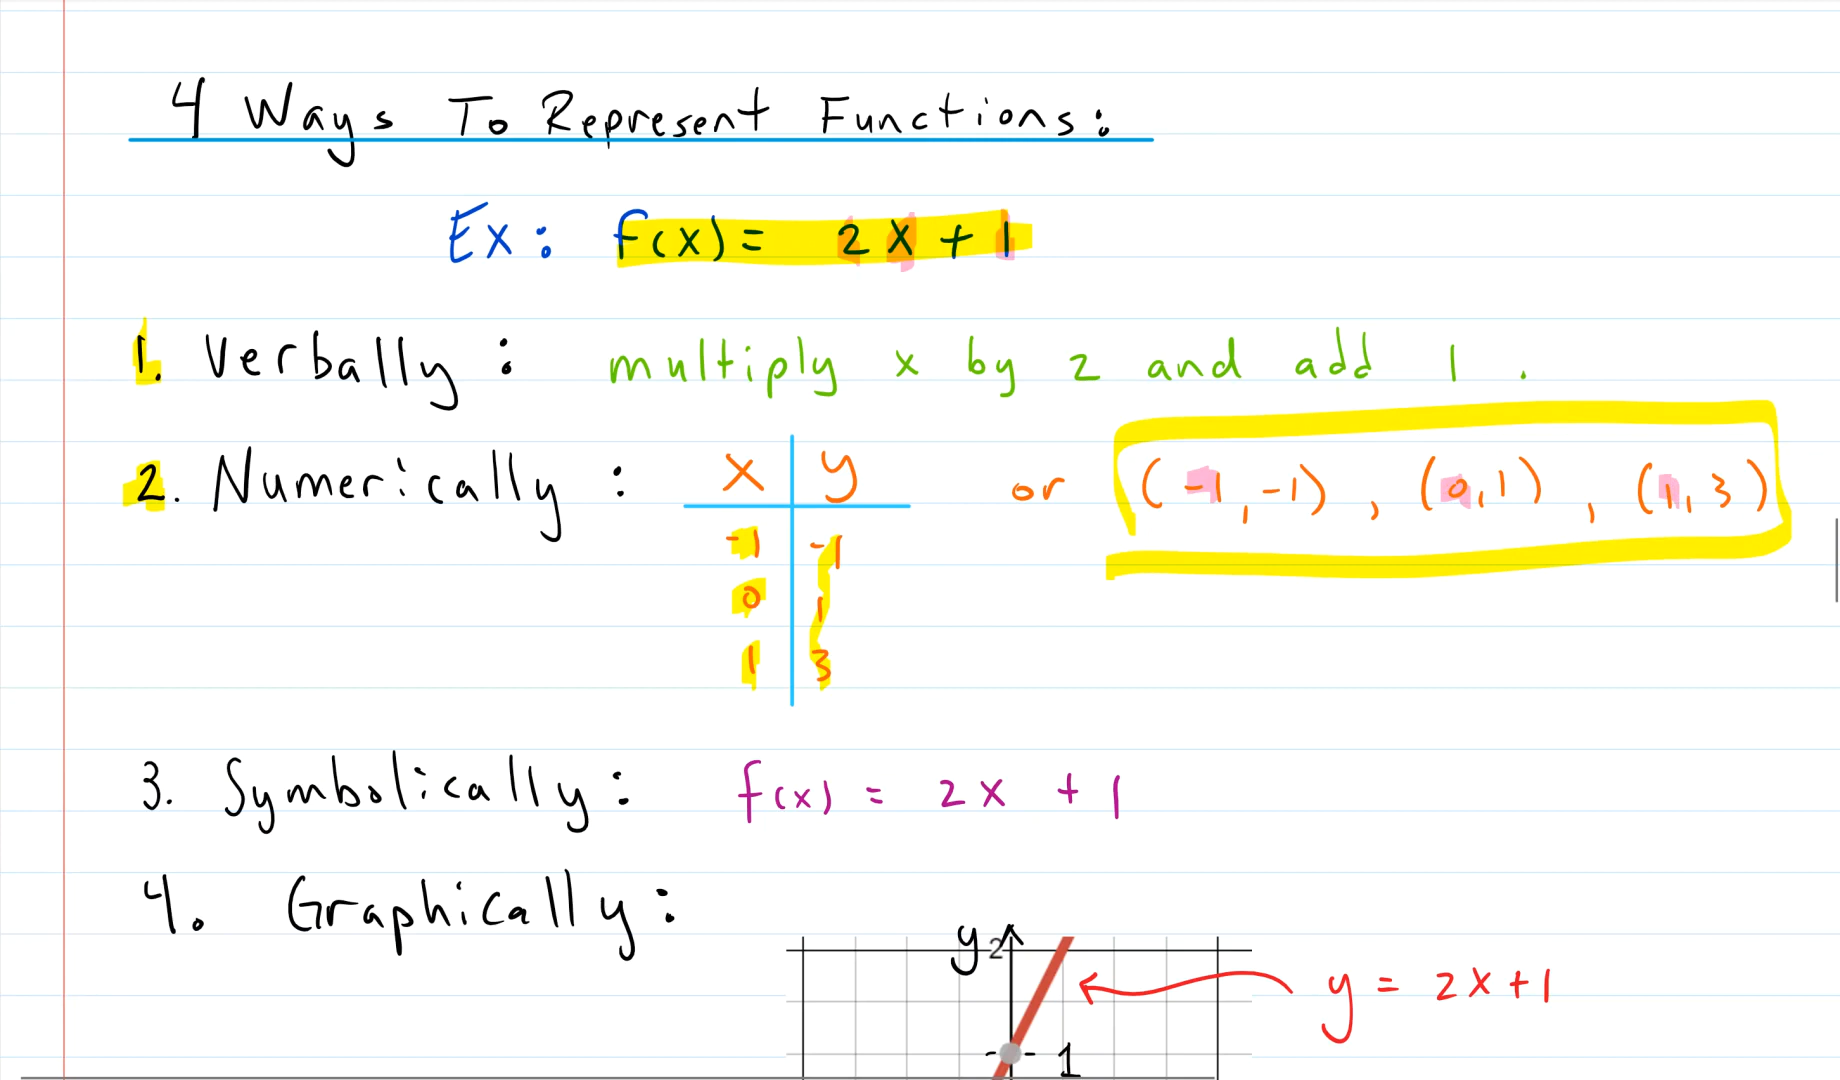 4 Ways To Represent Functions:
Ex: f(x) = 2x + 1
1. Verbally: multiply x by 2 and add 1.
2. Numerically: x y or (-1, -1), (0, 1), (1, 3)
-1 -1
0 1
1 3
3. Symbolically: f(x) = 2x + 1
4. Graphically:
y 2
y = 2x+1
1